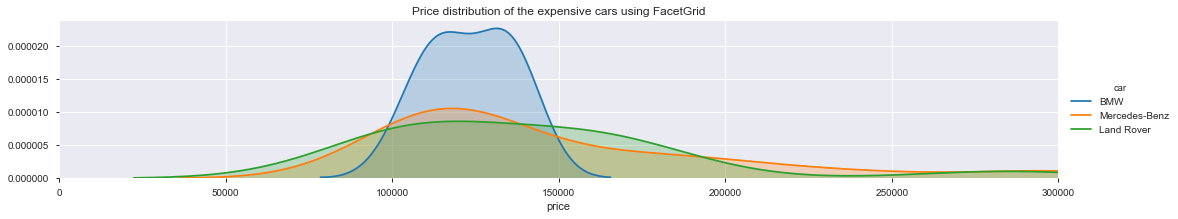 Price distribution of the expensive cars using FacetGrid
0.000020
0.000015
0.000010
0.000005
0.000000
0 50000 100000 150000 200000 250000 300000
price
car
BMW
Mercedes-Benz
Land Rover